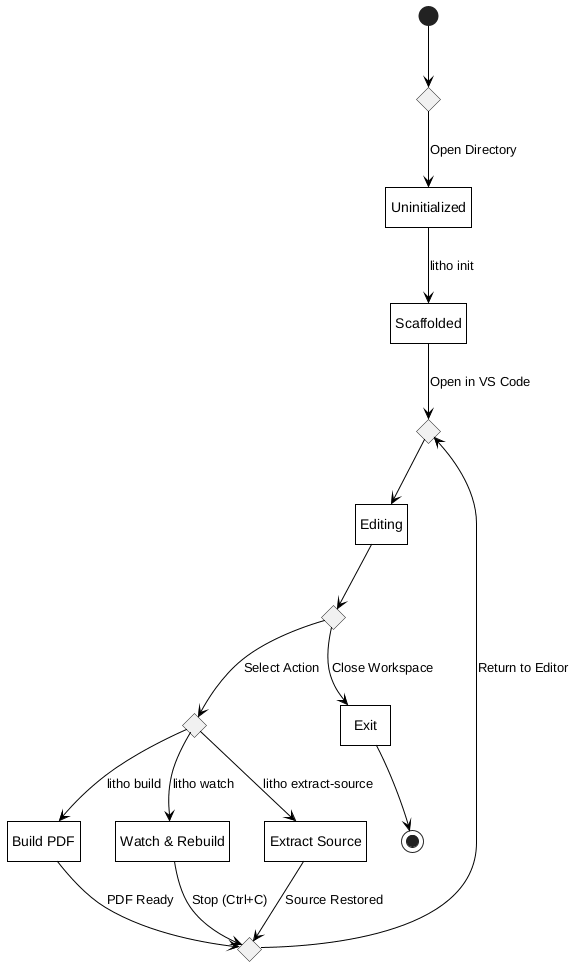 Open Directory
Uninitialized
litho init
Scaffolded
Open in VS Code
Editing
Select Action
Close Workspace
Return to Editor
Exit
litho build
litho watch
litho extract-source
Build PDF
Watch & Rebuild
Extract Source
PDF Ready
Stop (Ctrl+C)
Source Restored